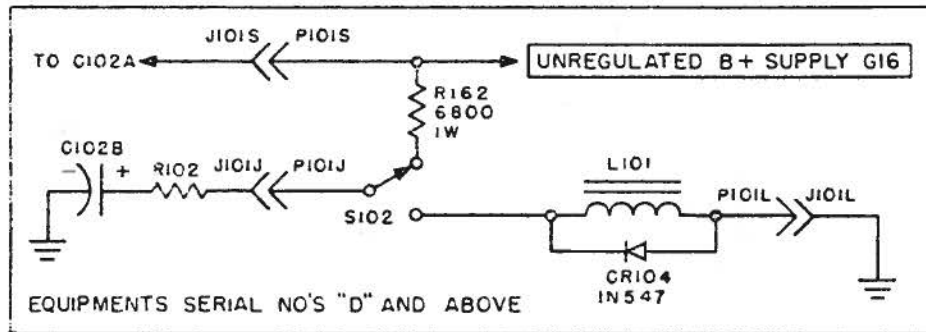 J101S P101S
TO C102A
UNREGULATED B+ SUPPLY G16
R162
6800
1W
C102B
- +
R102
J101J P101J
S102
L101
P101L J101L
CR104
1N547
EQUIPMENTS SERIAL NO'S "D" AND ABOVE